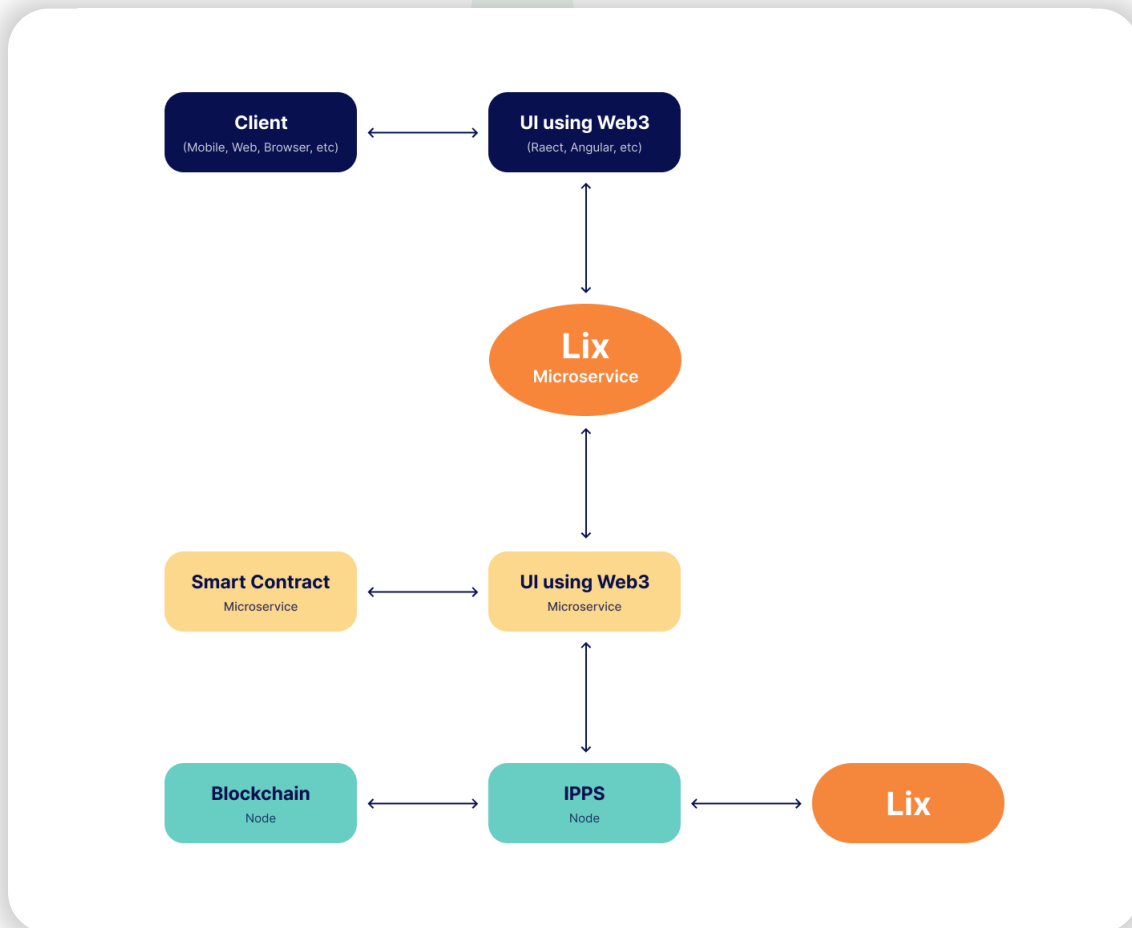 Client
(Mobile, Web, Browser, etc)
UI using Web3
(Raect, Angular, etc)
Lix
Microservice
Smart Contract
Microservice
UI using Web3
Microservice
Blockchain
Node
IPPS
Node
Lix